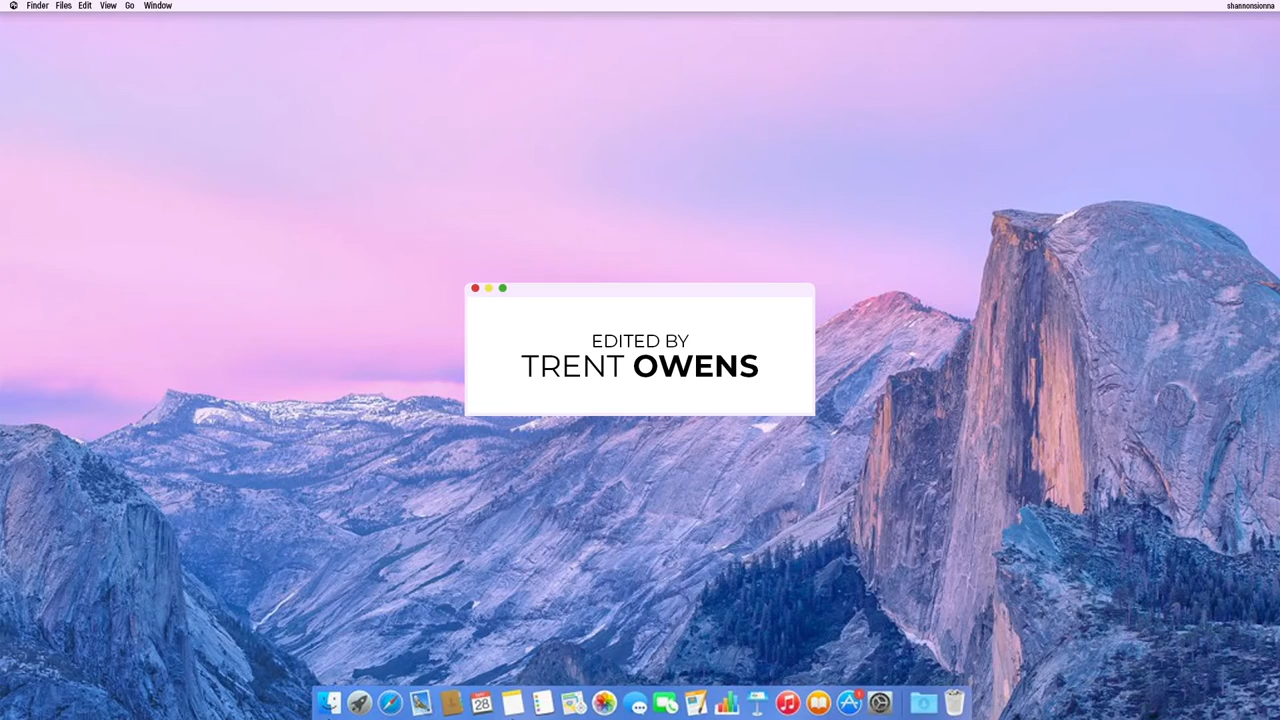 Finder Files Edit View Go Window
shannonsionna
EDITED BY
TRENT OWENS
28